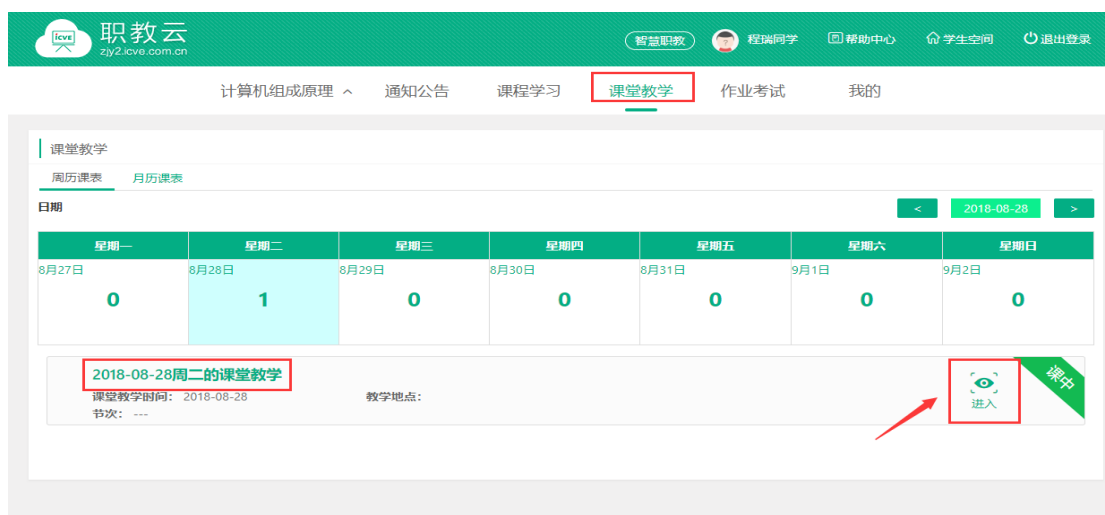 icve 职教云
zjy2.icve.com.cn
智慧职教 程瑞同学 帮助中心 学生空间 退出登录
计算机组成原理 通知公告 课程学习 课堂教学 作业考试 我的
课堂教学
周历课表 月历课表
日期 < 2018-08-28 >
星期一 星期二 星期三 星期四 星期五 星期六 星期日
8月27日 8月28日 8月29日 8月30日 8月31日 9月1日 9月2日
0 1 0 0 0 0 0
2018-08-28周二的课堂教学
课堂教学时间： 2018-08-28 教学地点：
节次： ---
进入
课中